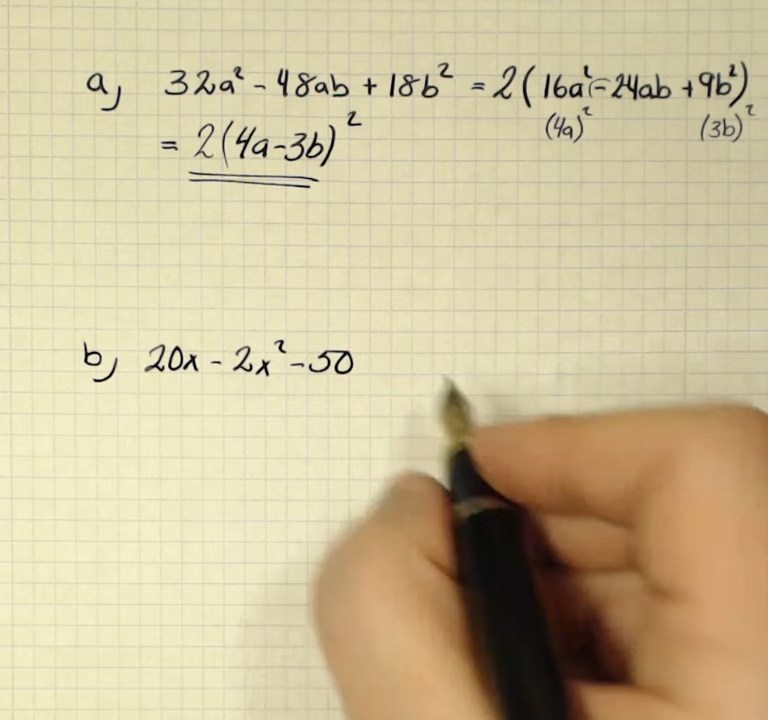 a) 32a² - 48ab + 18b² = 2(16a² - 24ab + 9b²)
(4a)² (3b)²
= 2(4a-3b)²
b) 20x - 2x² - 50